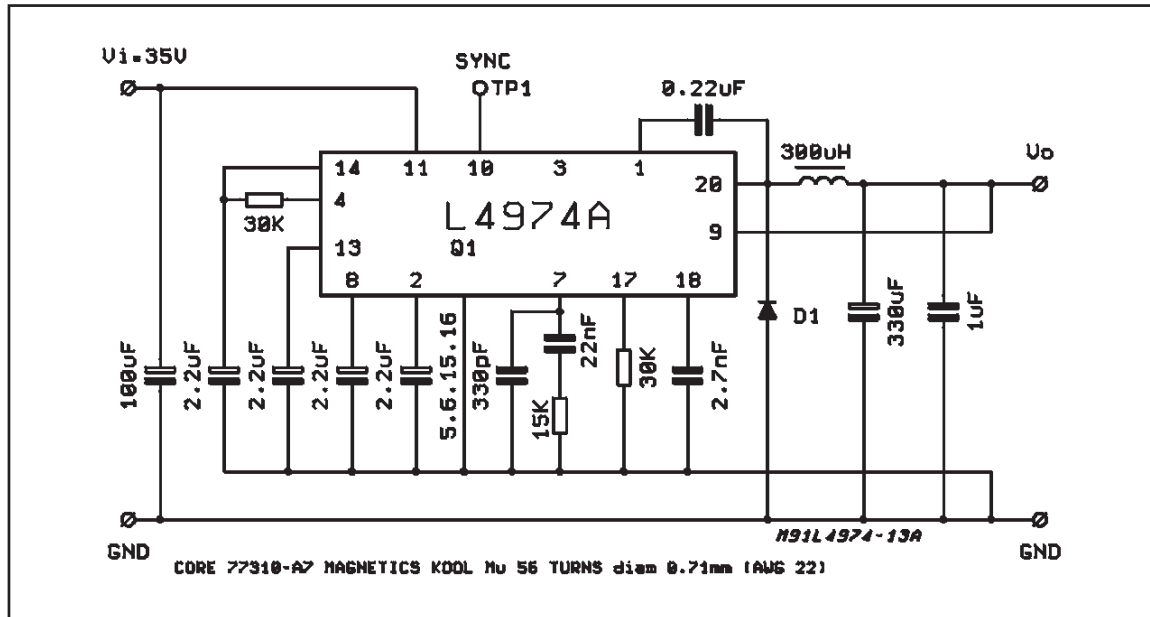 Vi=35V
SYNC
TP1
0.22uF
300uH
Vo
14
11
10
3
1
20
4
30K
L4974A
9
13
Q1
8
2
7
17
18
D1
100uF
2.2uF
2.2uF
2.2uF
2.2uF
5.6.15.16
330pF
22nF
15K
30K
2.7nF
330uF
1uF
GND
M91L4974-13A
GND
CORE 77310-A7 MAGNETICS KOOL Mu 56 TURNS diam 0.71mm (AWG 22)